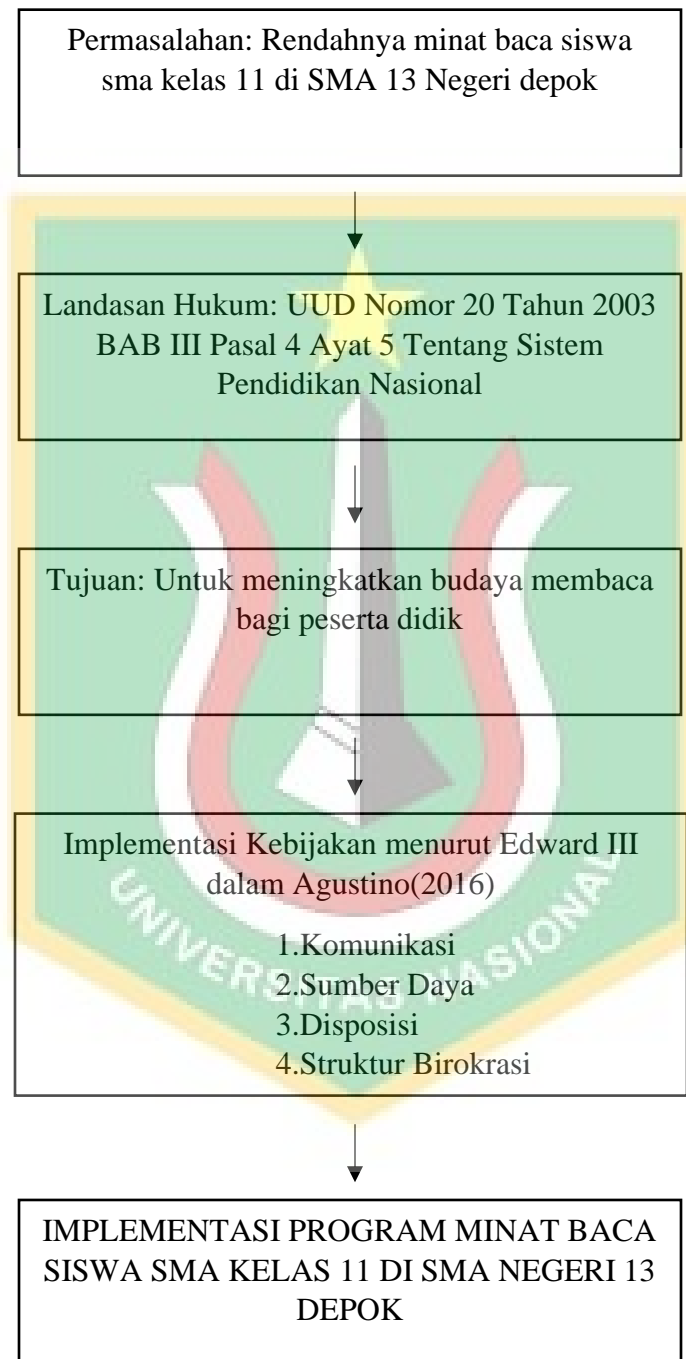 Permasalahan: Rendahnya minat baca siswa
sma kelas 11 di SMA 13 Negeri depok
Landasan Hukum: UUD Nomor 20 Tahun 2003
BAB III Pasal 4 Ayat 5 Tentang Sistem
Pendidikan Nasional
Tujuan: Untuk meningkatkan budaya membaca
bagi peserta didik
Implementasi Kebijakan menurut Edward III
dalam Agustino(2016)
1.Komunikasi
2.Sumber Daya
3.Disposisi
4.Struktur Birokrasi
UNIVERSITAS NASIONAL
IMPLEMENTASI PROGRAM MINAT BACA
SISWA SMA KELAS 11 DI SMA NEGERI 13
DEPOK